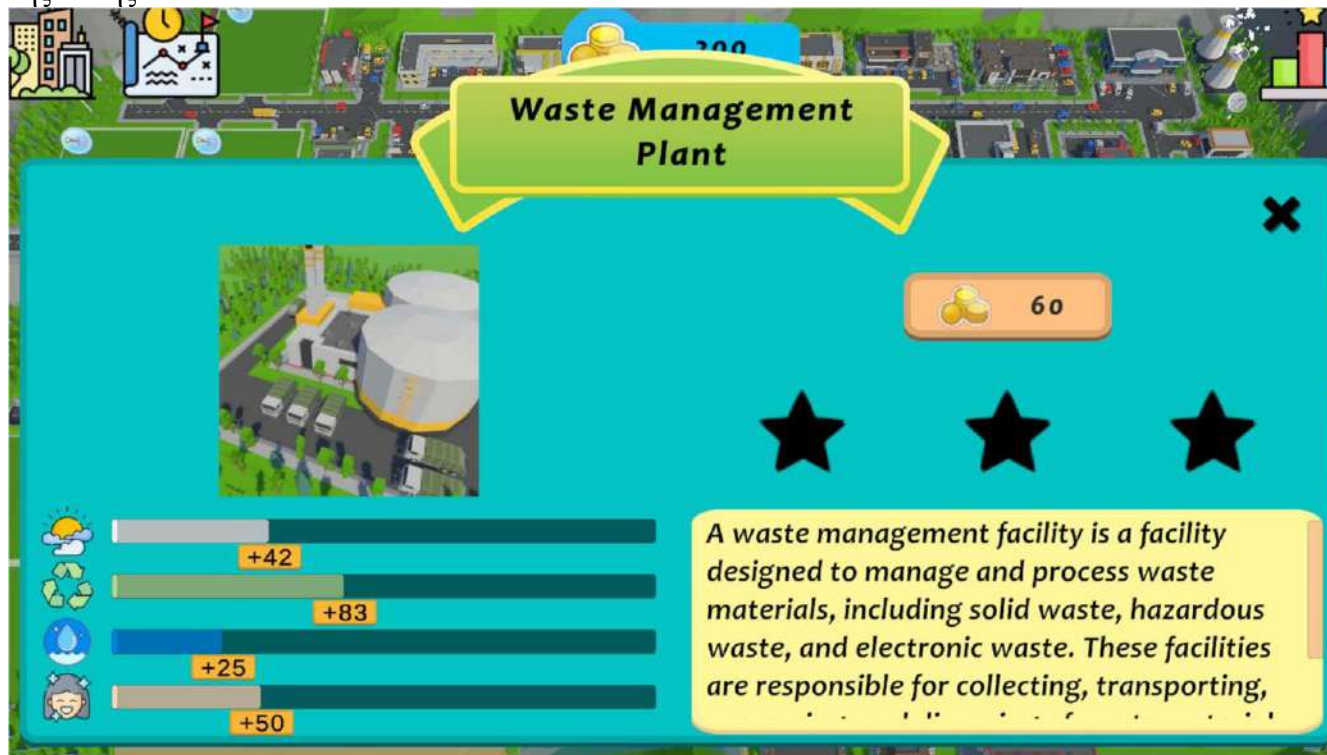 200
Waste Management
Plant
60
+42
+83
+25
+50
A waste management facility is a facility
designed to manage and process waste
materials, including solid waste, hazardous
waste, and electronic waste. These facilities
are responsible for collecting, transporting,